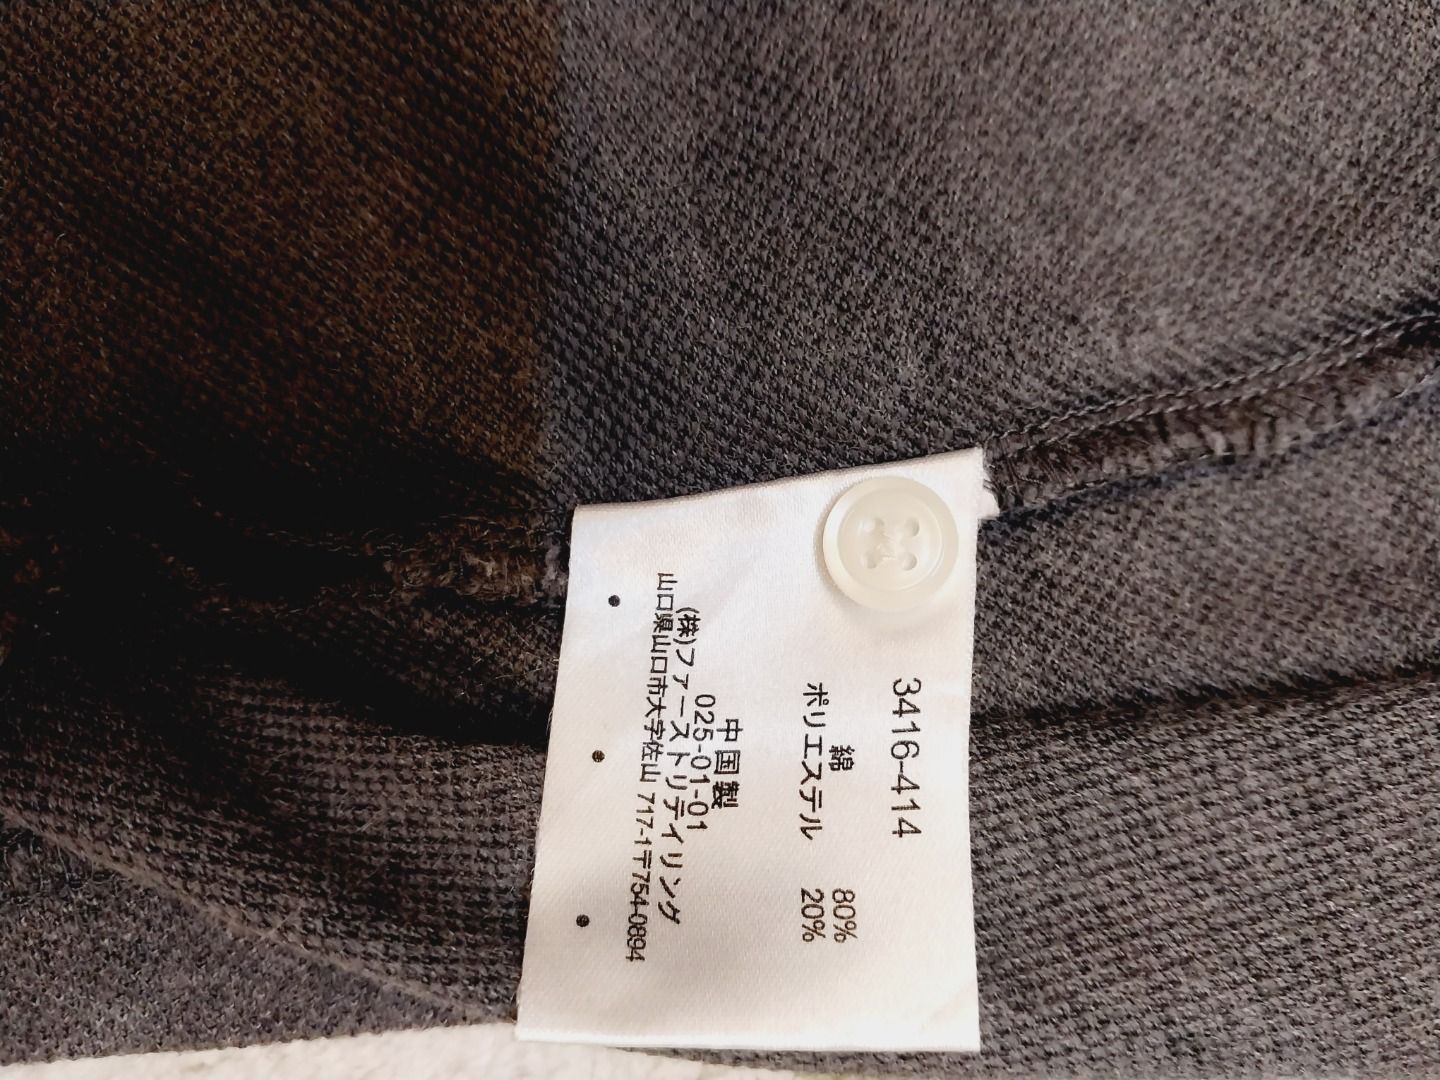 3416-414
綿 80%
ポリエステル 20%
中国製
025-01-01
(株)ファーストリテイリング
山口県山口市大字佐山 717-1〒754-0894